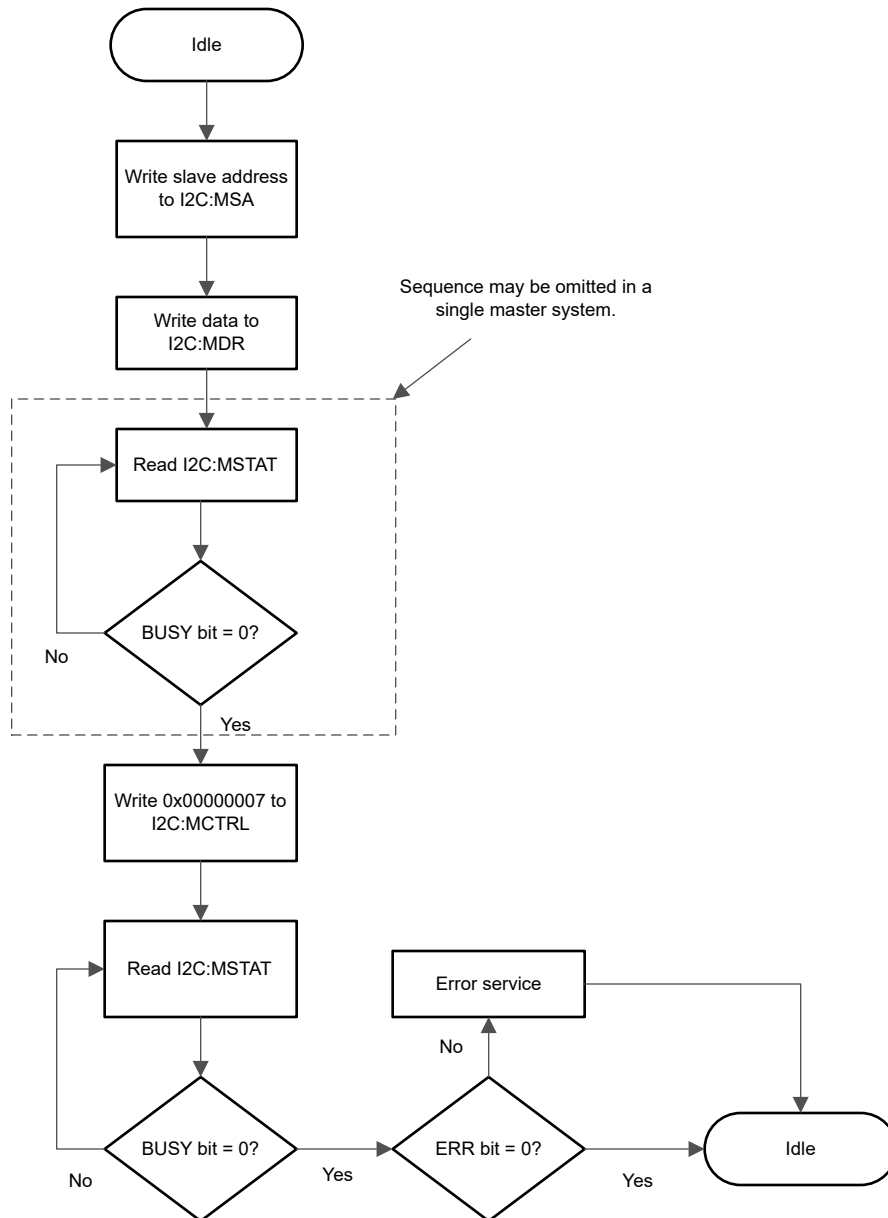 Idle
Write slave address
to I2C:MSA
Sequence may be omitted in a
single master system.
Write data to
I2C:MDR
Read I2C:MSTAT
BUSY bit = 0?
No
Yes
Write 0x00000007 to
I2C:MCTRL
Read I2C:MSTAT
Error service
No
BUSY bit = 0?
ERR bit = 0?
Idle
No
Yes
Yes